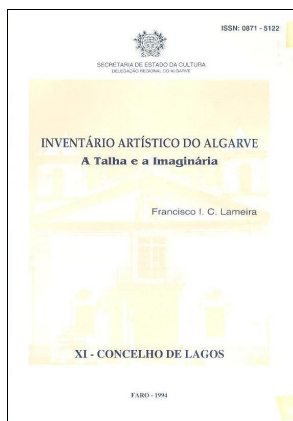 ISSN: 0871 - 5122
SECRETARIA DE ESTADO DA CULTURA
DELEGAÇÃO REGIONAL DO ALGARVE
INVENTÁRIO ARTÍSTICO DO ALGARVE
A Talha e a Imaginária
Francisco I. C. Lameira
XI - CONCELHO DE LAGOS
FARO - 1994